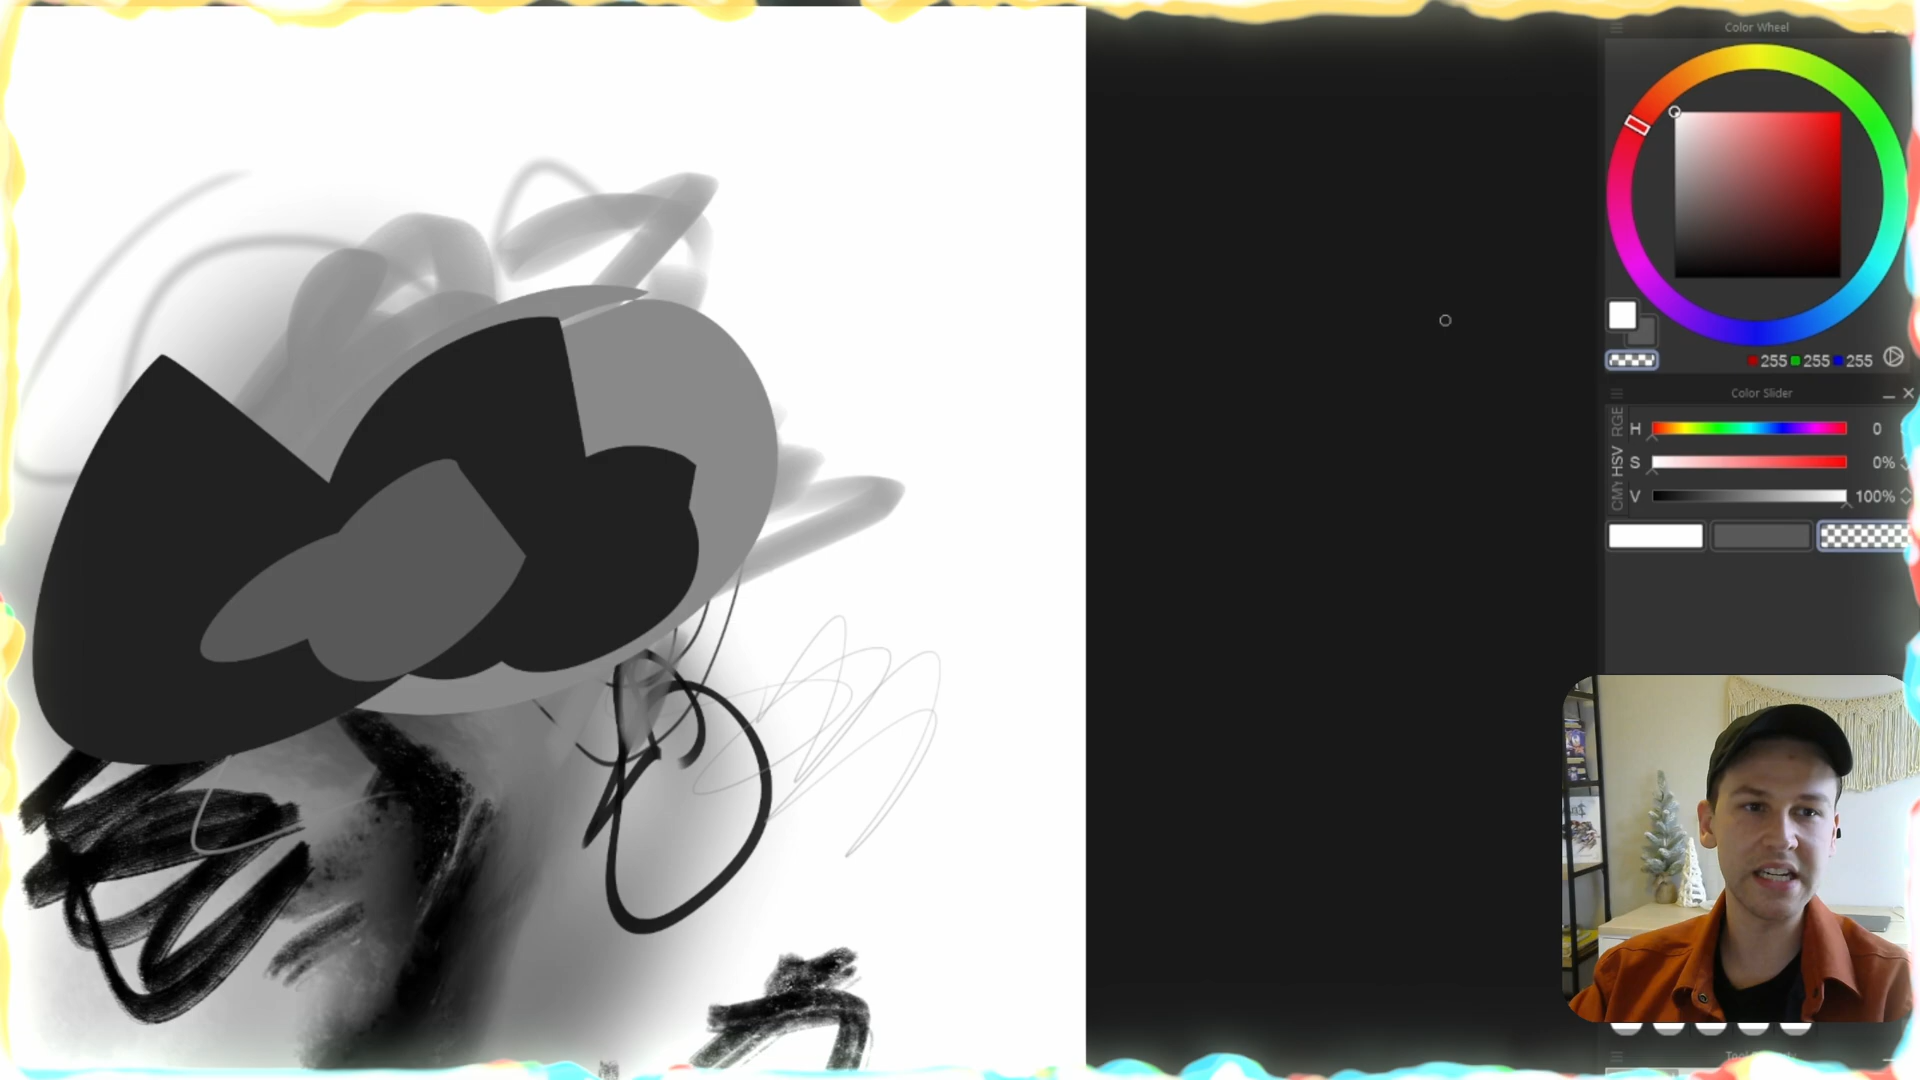 Color Wheel
255 255 255
Color Slider
RGB
HSV
CMY
H 0
S 0%
V 100%